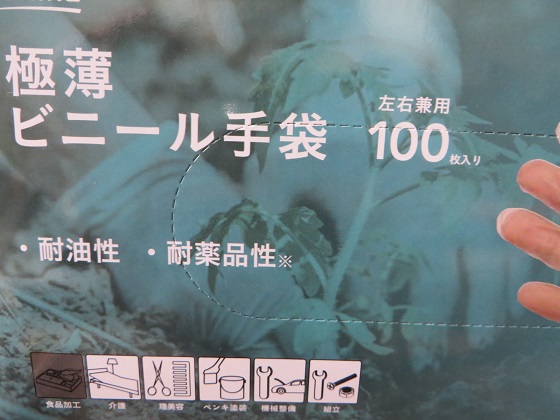 極薄
ビニール手袋
左右兼用
100枚入り
・耐油性 ・耐薬品性※
食品加工 介護 理美容 ペンキ塗装 機械整備 組立